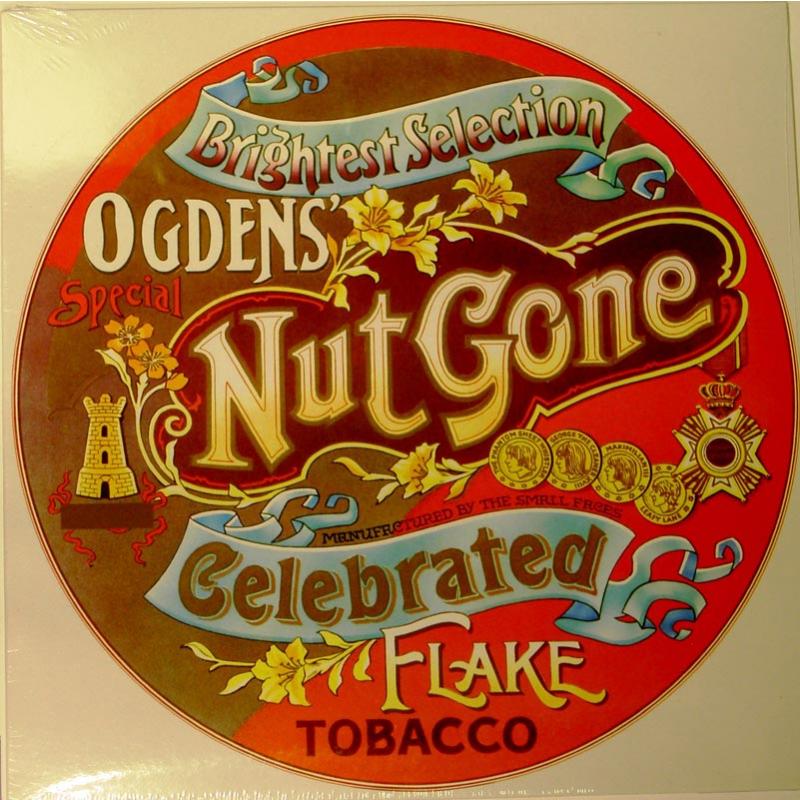 Brightest Selection
OGDENS'
Special
Nut Gone
MANUFACTURED BY THE SMALL FACES
Celebrated
FLAKE
TOBACCO